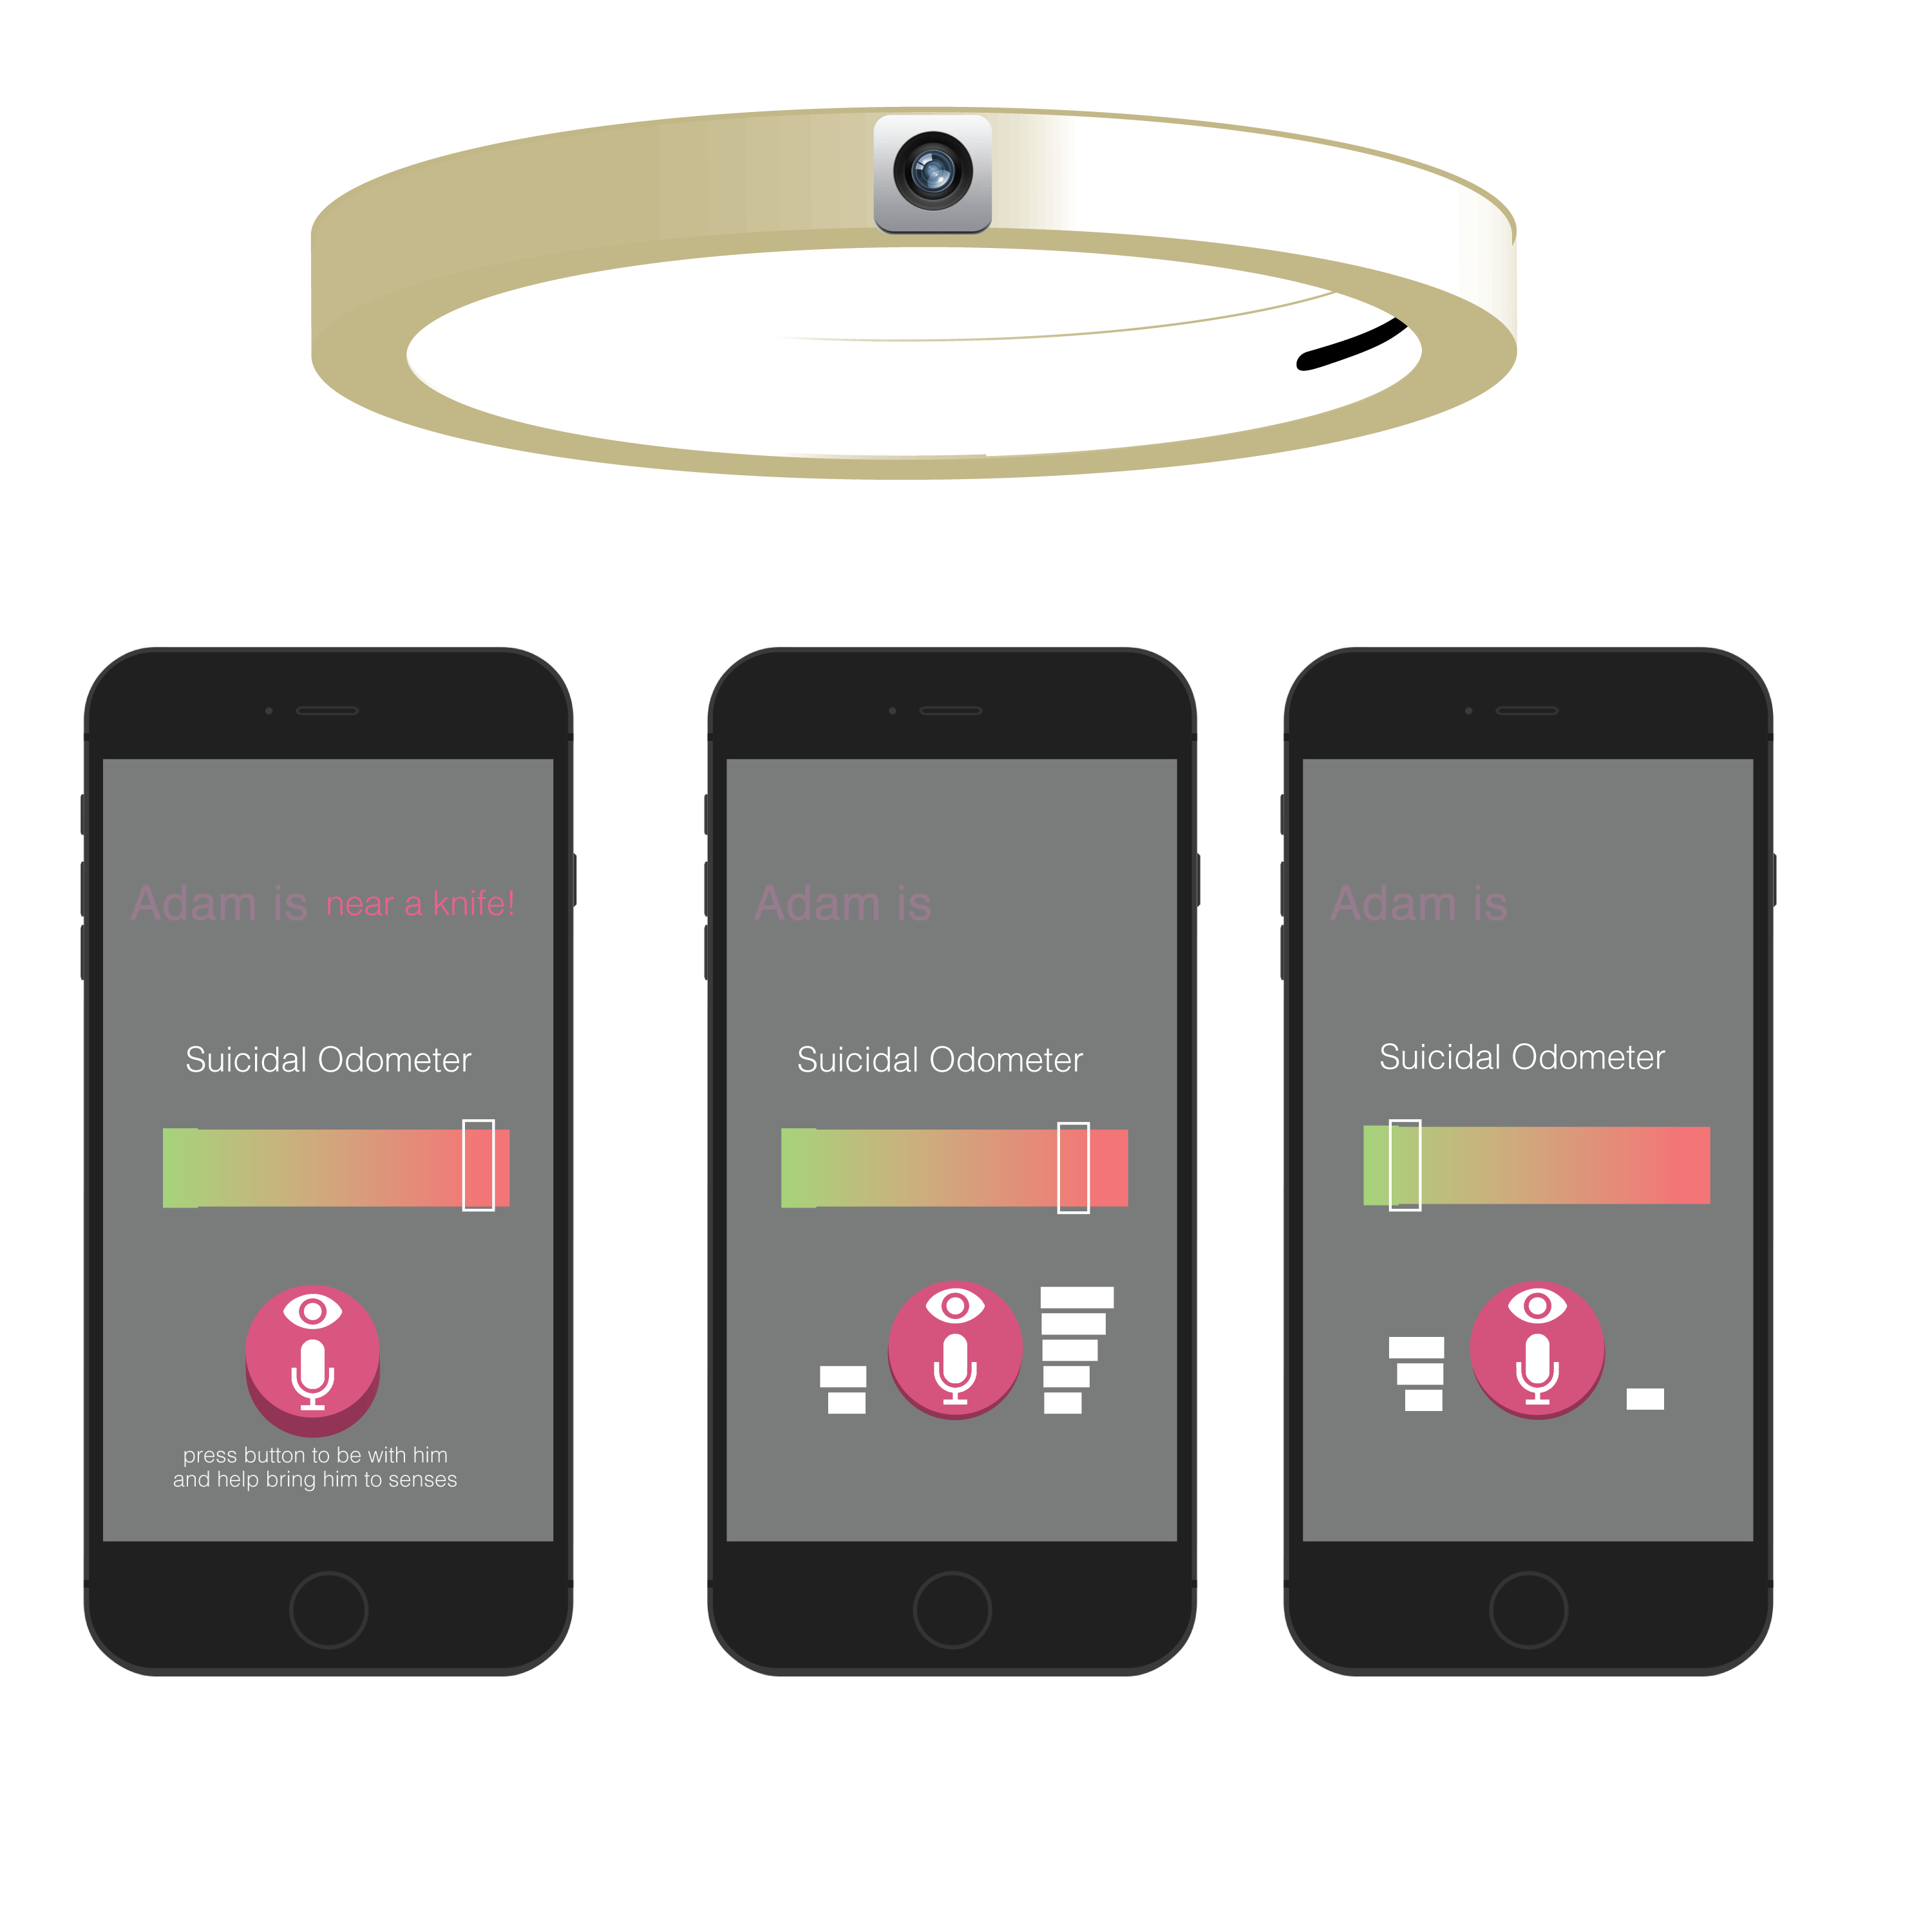 Adam is near a knife!
Suicidal Odometer
press button to be with him
and help bring him to senses
Adam is
Suicidal Odometer
Adam is
Suicidal Odometer